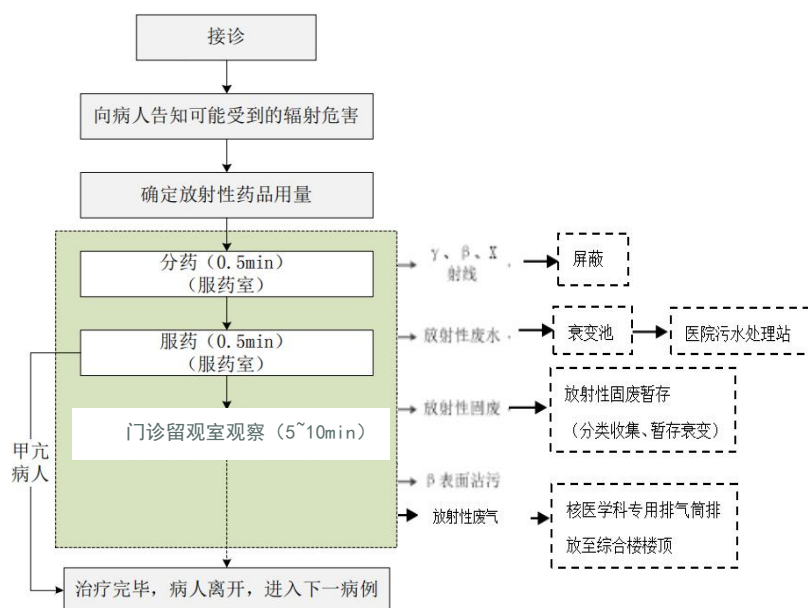 接诊
向病人告知可能受到的辐射危害
确定放射性药品用量
分药（0.5min）
（服药室）
服药（0.5min）
（服药室）
门诊留观室观察（5~10min）
甲亢
病人
治疗完毕，病人离开，进入下一病例
γ、β、X
射线
屏蔽
放射性废水
衰变池
医院污水处理站
放射性固废
放射性固废暂存
（分类收集、暂存衰变）
β表面沾污
放射性废气
核医学科专用排气筒排
放至综合楼楼顶